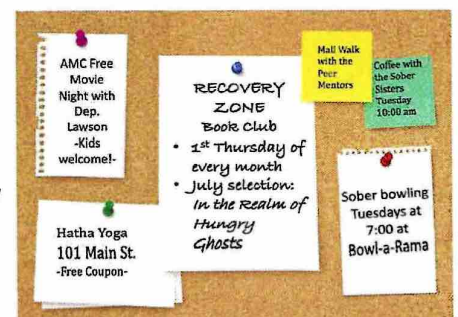 AMC Free
Movie
Night with
Dep.
Lawson
-Kids
welcome!-
RECOVERY
ZONE
Book Club
• 1st Thursday of
every month
• July selection:
In the Realm of
Hungry
Ghosts
Mall Walk
with the
Peer
Mentors
Coffee with
the Sober
Sisters
Tuesday
10:00 am
Hatha Yoga
101 Main St.
-Free Coupon-
Sober bowling
Tuesdays at
7:00 at
Bowl-a-Rama